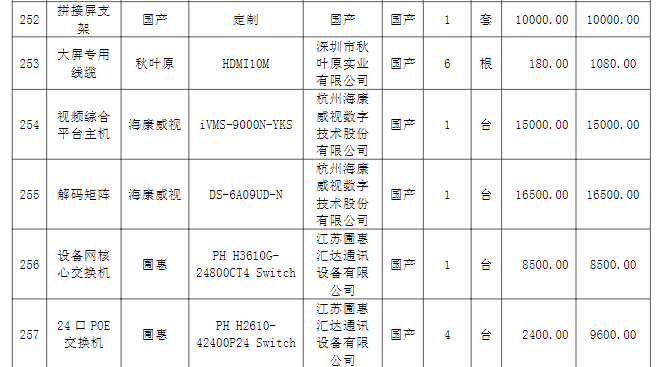 252 拼接屏支架 国产 定制 国产 国产 1 套 10000.00 10000.00
253 大屏专用线缆 秋叶原 HDMI10M 深圳市秋叶原实业有限公司 国产 6 根 180.00 1080.00
254 视频综合平台主机 海康威视 iVMS-9000N-YKS 杭州海康威视数字技术股份有限公司 国产 1 台 15000.00 15000.00
255 解码矩阵 海康威视 DS-6A09UD-N 杭州海康威视数字技术股份有限公司 国产 1 台 16500.00 16500.00
256 设备网核心交换机 圃惠 PH H3610G-24800CT4 Switch 江苏圃惠汇达通讯设备有限公司 国产 1 台 8500.00 8500.00
257 24口POE交换机 圃惠 PH H2610-42400P24 Switch 江苏圃惠汇达通讯设备有限公司 国产 4 台 2400.00 9600.00